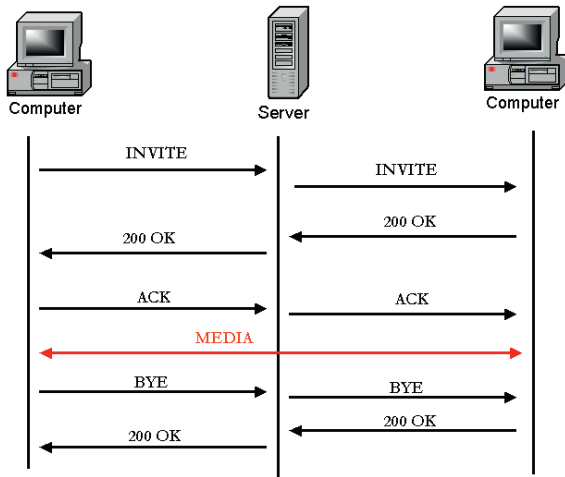 Computer
Server
Computer
INVITE
INVITE
200 OK
200 OK
ACK
ACK
MEDIA
BYE
BYE
200 OK
200 OK